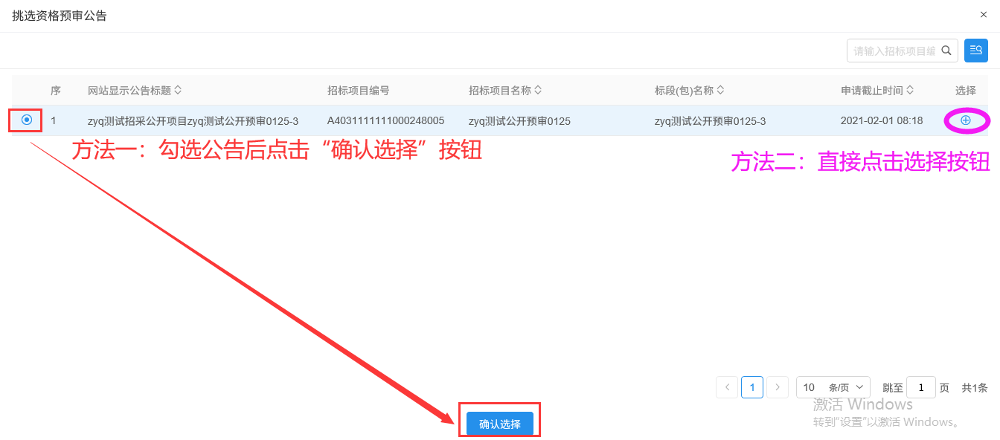 挑选资格预审公告
×
请输入招标项目编
序 网站显示公告标题 招标项目编号 招标项目名称 标段(包)名称 申请截止时间 选择
1 zyq测试招采公开项目zyq测试公开预审0125-3 A4031111111000248005 zyq测试公开预审0125 zyq测试公开预审0125-3 2021-02-01 08:18
方法一：勾选公告后点击“确认选择”按钮
方法二：直接点击选择按钮
1 10 条/页 跳至 1 页 共1条
激活 Windows
转到“设置”以激活 Windows。
确认选择